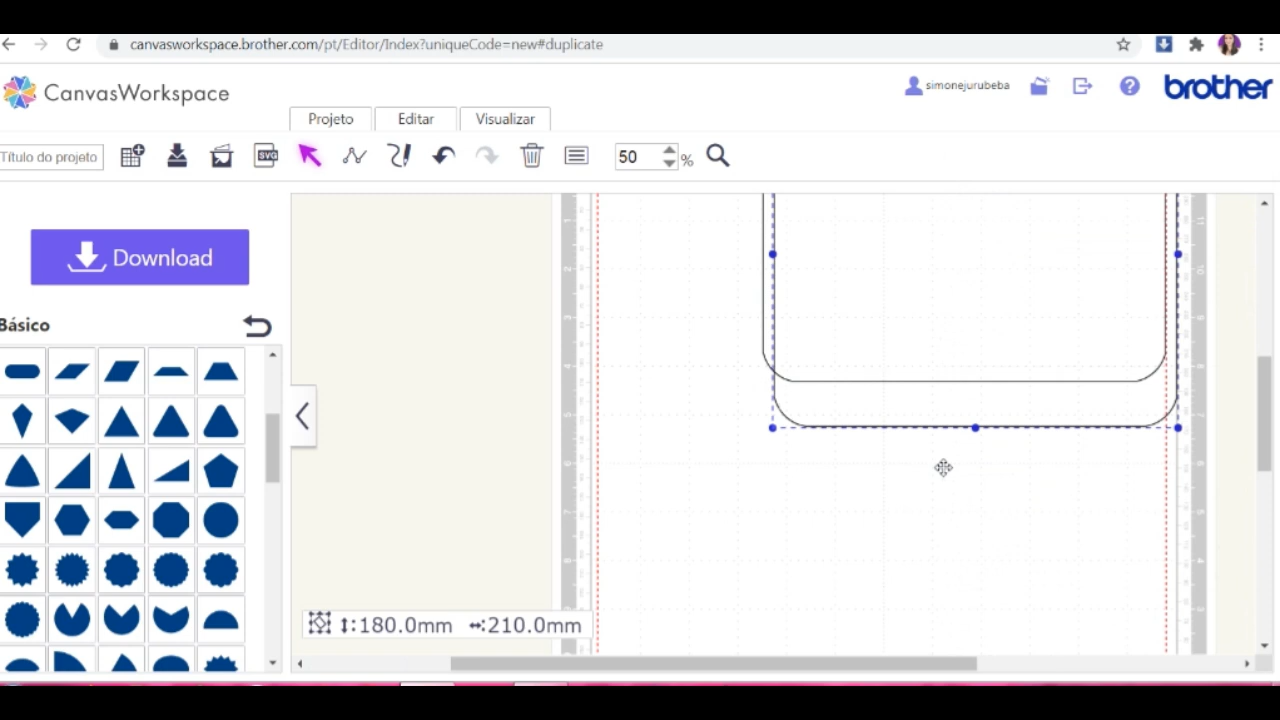 canvasworkspace.brother.com/pt/Editor/Index?uniqueCode=new#duplicate
CanvasWorkspace
simonejurubeba
?
brother
Projeto
Editar
Visualizar
Título do projeto
SVG
50
%
Download
Básico
↕:180.0mm ↔:210.0mm